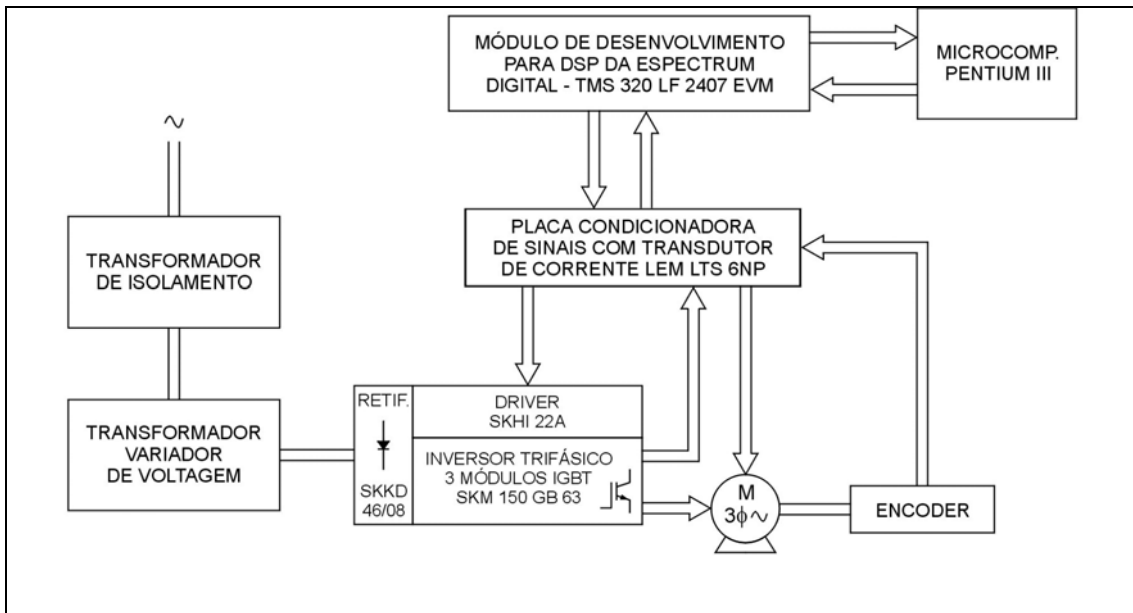 MÓDULO DE DESENVOLVIMENTO
PARA DSP DA ESPECTRUM
DIGITAL - TMS 320 LF 2407 EVM
MICROCOMP.
PENTIUM III
~
TRANSFORMADOR
DE ISOLAMENTO
PLACA CONDICIONADORA
DE SINAIS COM TRANSDUTOR
DE CORRENTE LEM LTS 6NP
TRANSFORMADOR
VARIADOR
DE VOLTAGEM
RETIF.
SKKD
46/08
DRIVER
SKHI 22A
INVERSOR TRIFÁSICO
3 MÓDULOS IGBT
SKM 150 GB 63
M
3ϕ~
ENCODER